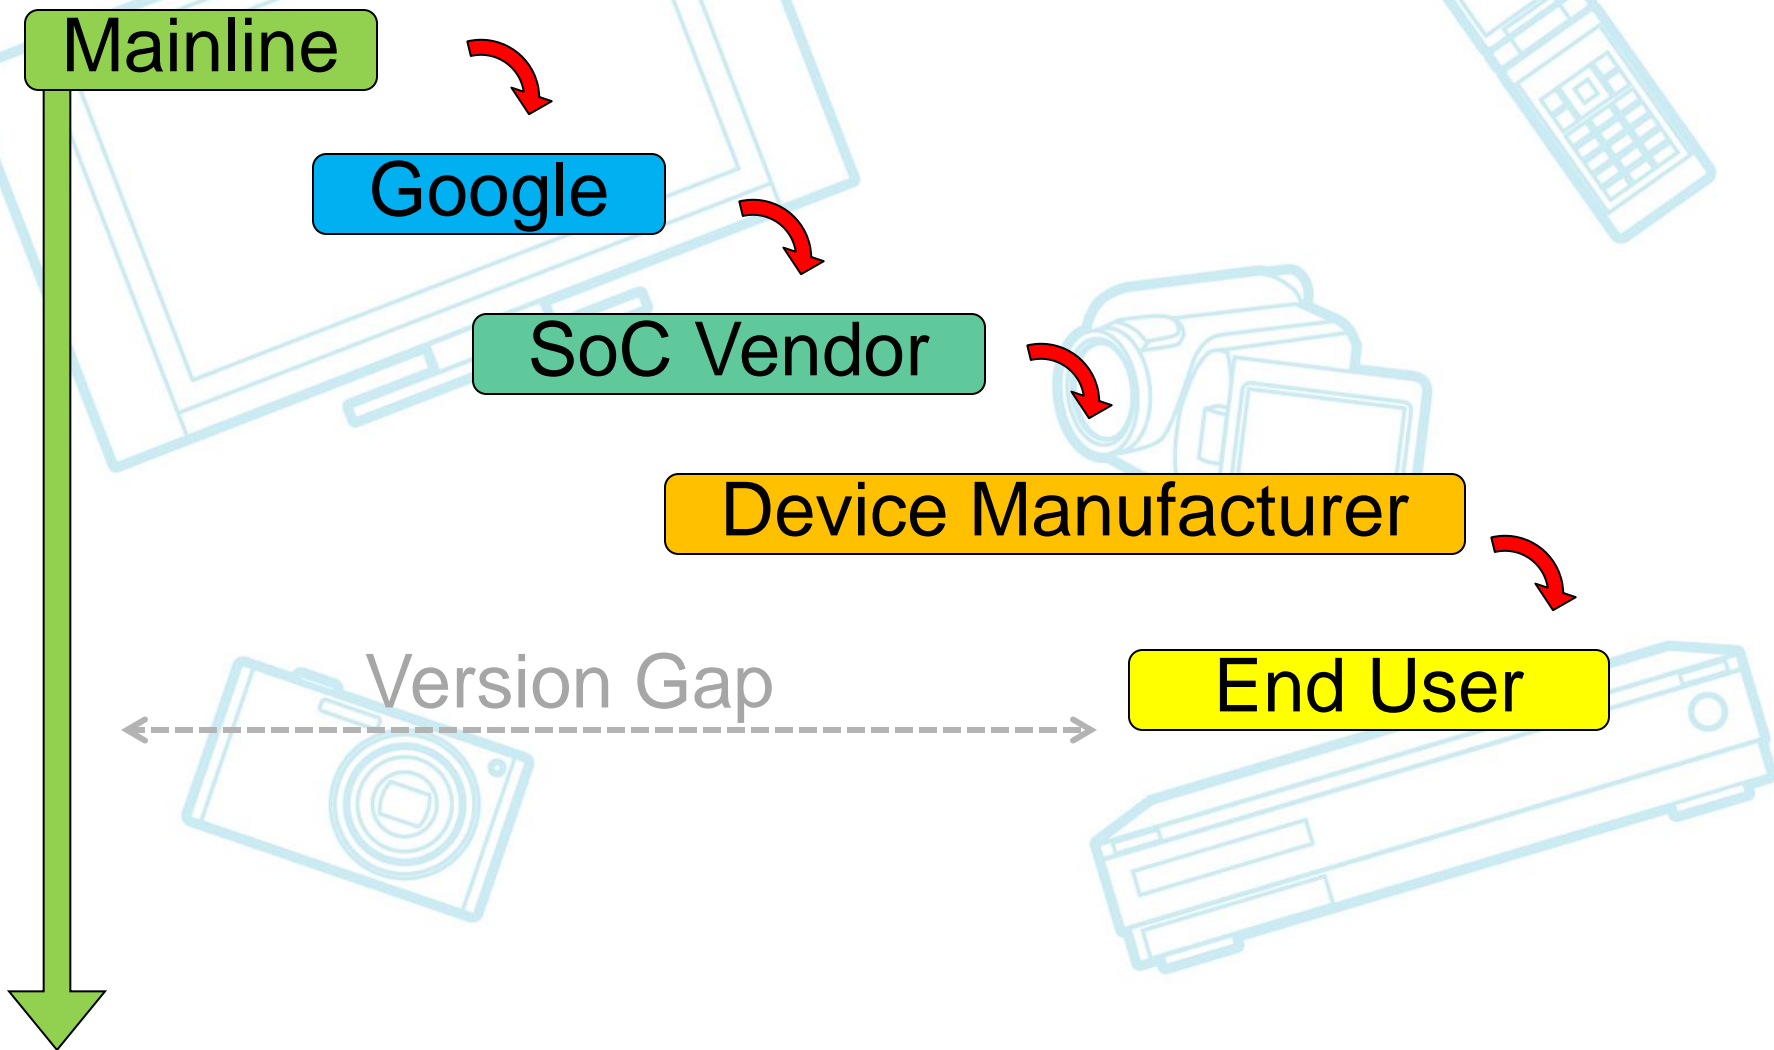 Mainline
Google
SoC Vendor
Device Manufacturer
Version Gap
End User